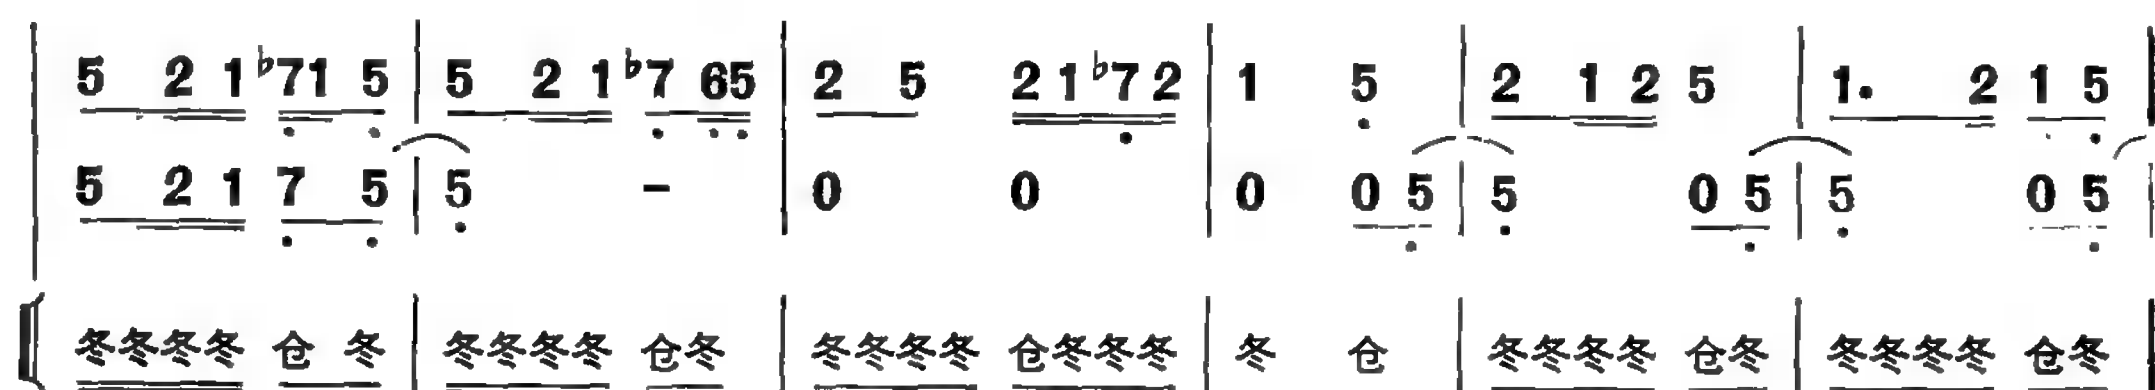 5 2 1 ♭7 1 5 | 5 2 1 ♭7 6 5 | 2 5 2 1 ♭7 2 | 1 5 | 2 1 2 5 | 1. 2 1 5 |
5 2 1 7 5 | 5 – | 0 0 | 0 0 5 | 5 0 5 | 5 0 5 |
冬冬冬冬 仓 冬 | 冬冬冬冬 仓冬 | 冬冬冬冬 仓冬冬冬 | 冬 仓 | 冬冬冬冬 仓冬 | 冬冬冬冬 仓冬 |